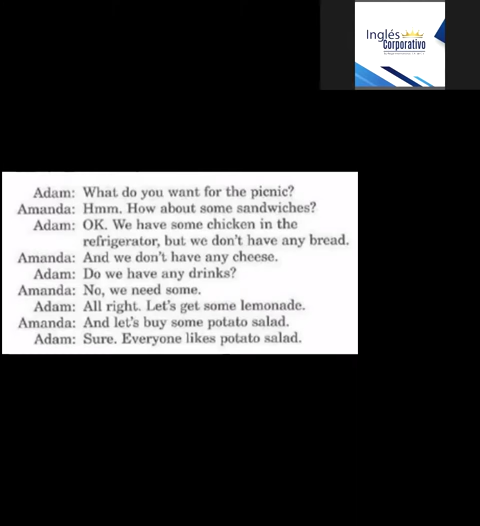 Inglés
Corporativo
Adam: What do you want for the picnic?
Amanda: Hmm. How about some sandwiches?
Adam: OK. We have some chicken in the
refrigerator, but we don't have any bread.
Amanda: And we don't have any cheese.
Adam: Do we have any drinks?
Amanda: No, we need some.
Adam: All right. Let's get some lemonade.
Amanda: And let's buy some potato salad.
Adam: Sure. Everyone likes potato salad.